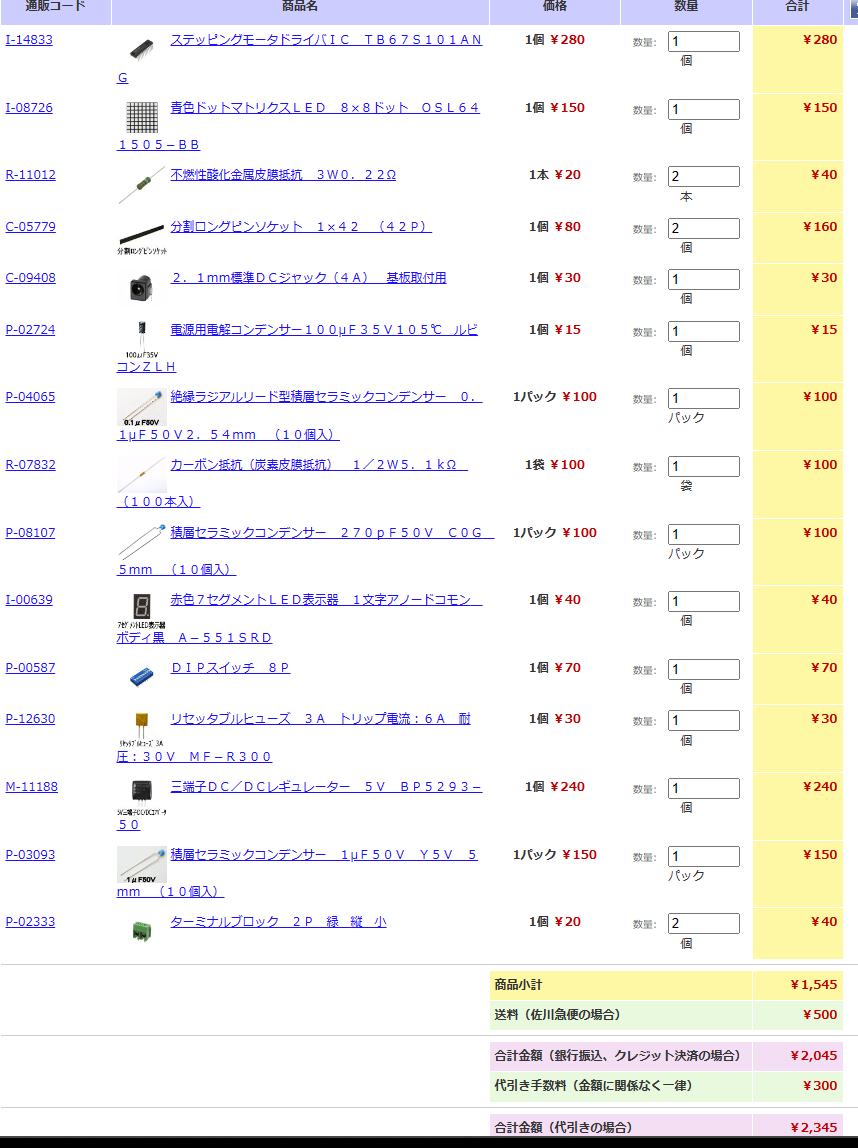 通販コード 商品名 価格 数量 合計
I-14833 ステッピングモータドライバIC　TB67S101AN 1個 ¥280 数量: 1 ¥280
G 個
I-08726 青色ドットマトリクスLED　8×8ドット　OSL64 1個 ¥150 数量: 1 ¥150
1505－BB 個
R-11012 不燃性酸化金属皮膜抵抗　3W0．22Ω 1本 ¥20 数量: 2 ¥40
本
C-05779 分割ロングピンソケット　1×42　（42P） 1個 ¥80 数量: 2 ¥160
分割ロングピンソケット 個
C-09408 2．1mm標準DCジャック（4A）　基板取付用 1個 ¥30 数量: 1 ¥30
個
P-02724 電源用電解コンデンサー100μF35V105℃　ルビ 1個 ¥15 数量: 1 ¥15
100μF35V 個
コンZLH
P-04065 絶縁ラジアルリード型積層セラミックコンデンサー　0． 1パック ¥100 数量: 1 ¥100
0.1μF50V パック
1μF50V2．54mm　（10個入）
R-07832 カーボン抵抗（炭素皮膜抵抗）　1／2W5．1kΩ 1袋 ¥100 数量: 1 ¥100
袋
（100本入）
P-08107 積層セラミックコンデンサー　270pF50V　C0G 1パック ¥100 数量: 1 ¥100
パック
5mm　（10個入）
I-00639 赤色7セグメントLED表示器　1文字アノードコモン 1個 ¥40 数量: 1 ¥40
7セグメントLED表示器 個
ボディ黒　A－551SRD
P-00587 DIPスイッチ　8P 1個 ¥70 数量: 1 ¥70
個
P-12630 リセッタブルヒューズ　3A　トリップ電流：6A　耐 1個 ¥30 数量: 1 ¥30
リセッタブルヒューズ 3A 個
圧：30V　MF－R300
M-11188 三端子DC／DCレギュレーター　5V　BP5293－ 1個 ¥240 数量: 1 ¥240
5V三端子DC/DCコンバータ 個
50
P-03093 積層セラミックコンデンサー　1μF50V　Y5V　5 1パック ¥150 数量: 1 ¥150
1μF50V パック
mm　（10個入）
P-02333 ターミナルブロック　2P　緑　縦　小 1個 ¥20 数量: 2 ¥40
個
商品小計 ¥1,545
送料（佐川急便の場合） ¥500
合計金額（銀行振込、クレジット決済の場合） ¥2,045
代引き手数料（金額に関係なく一律） ¥300
合計金額（代引きの場合） ¥2,345